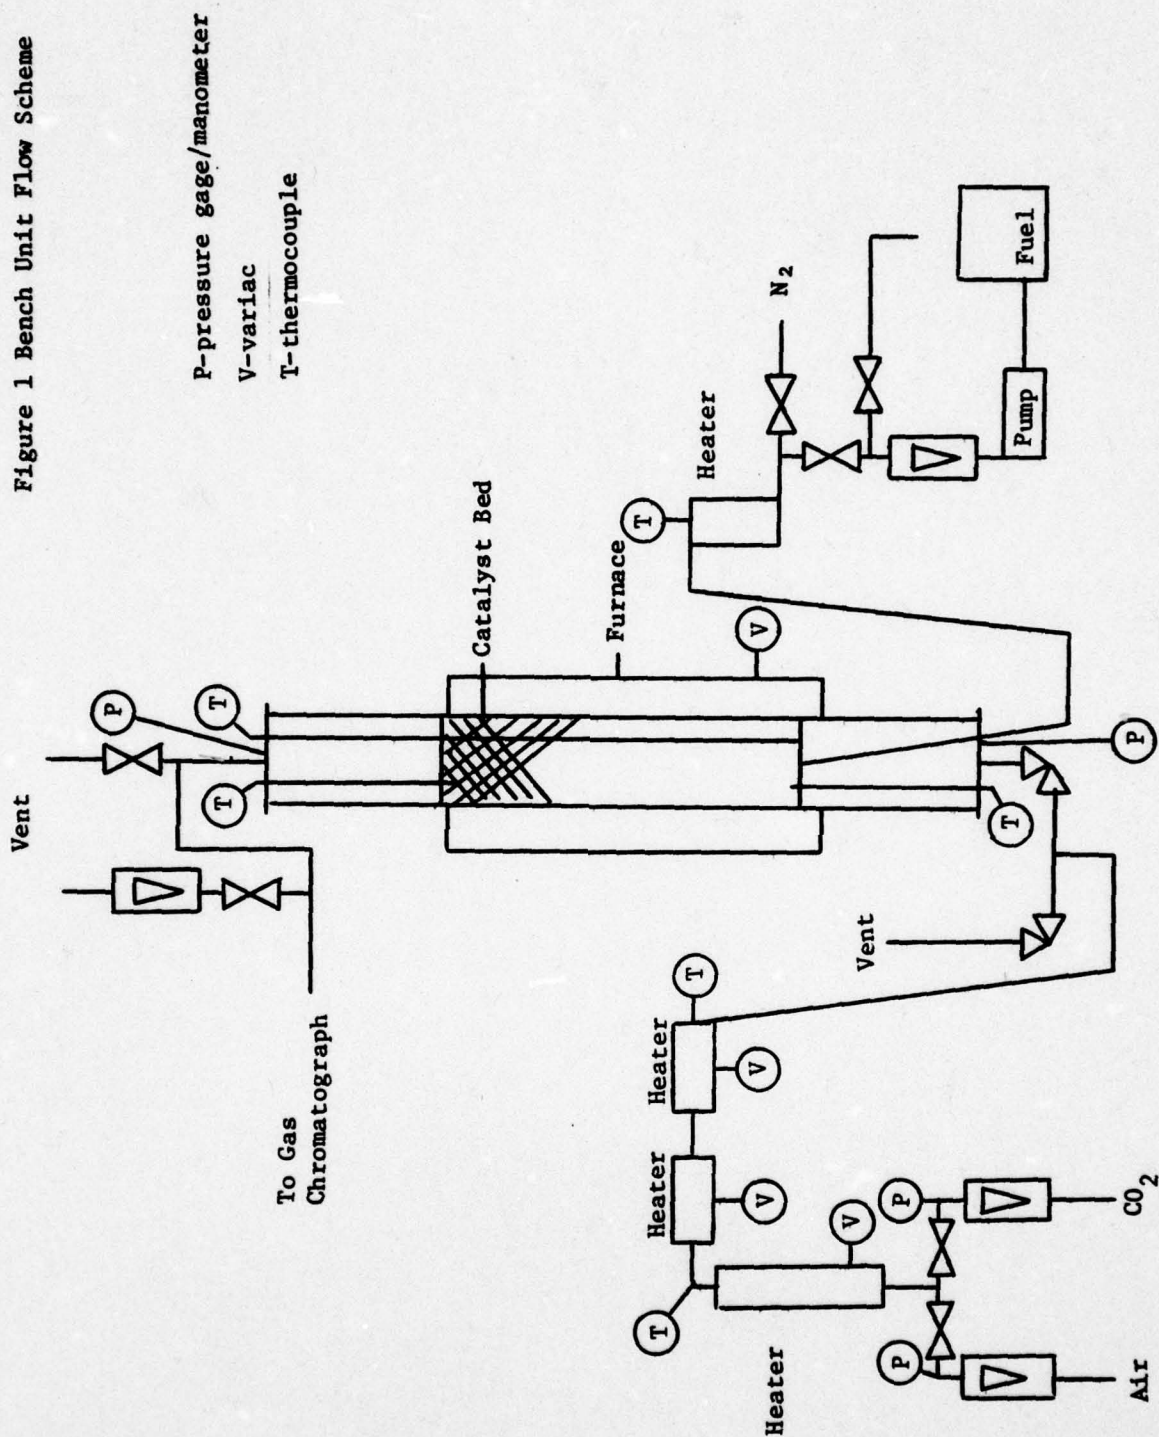 Figure 1 Bench Unit Flow Scheme
P-pressure gage/manometer
V-variac
T-thermocouple
Vent
P
T
T
To Gas
Chromatograph
Catalyst Bed
Furnace
V
T
Heater
N2
Fuel
Pump
P
T
Vent
T
Heater
V
Heater
V
T
V
Heater
P
P
CO2
Air